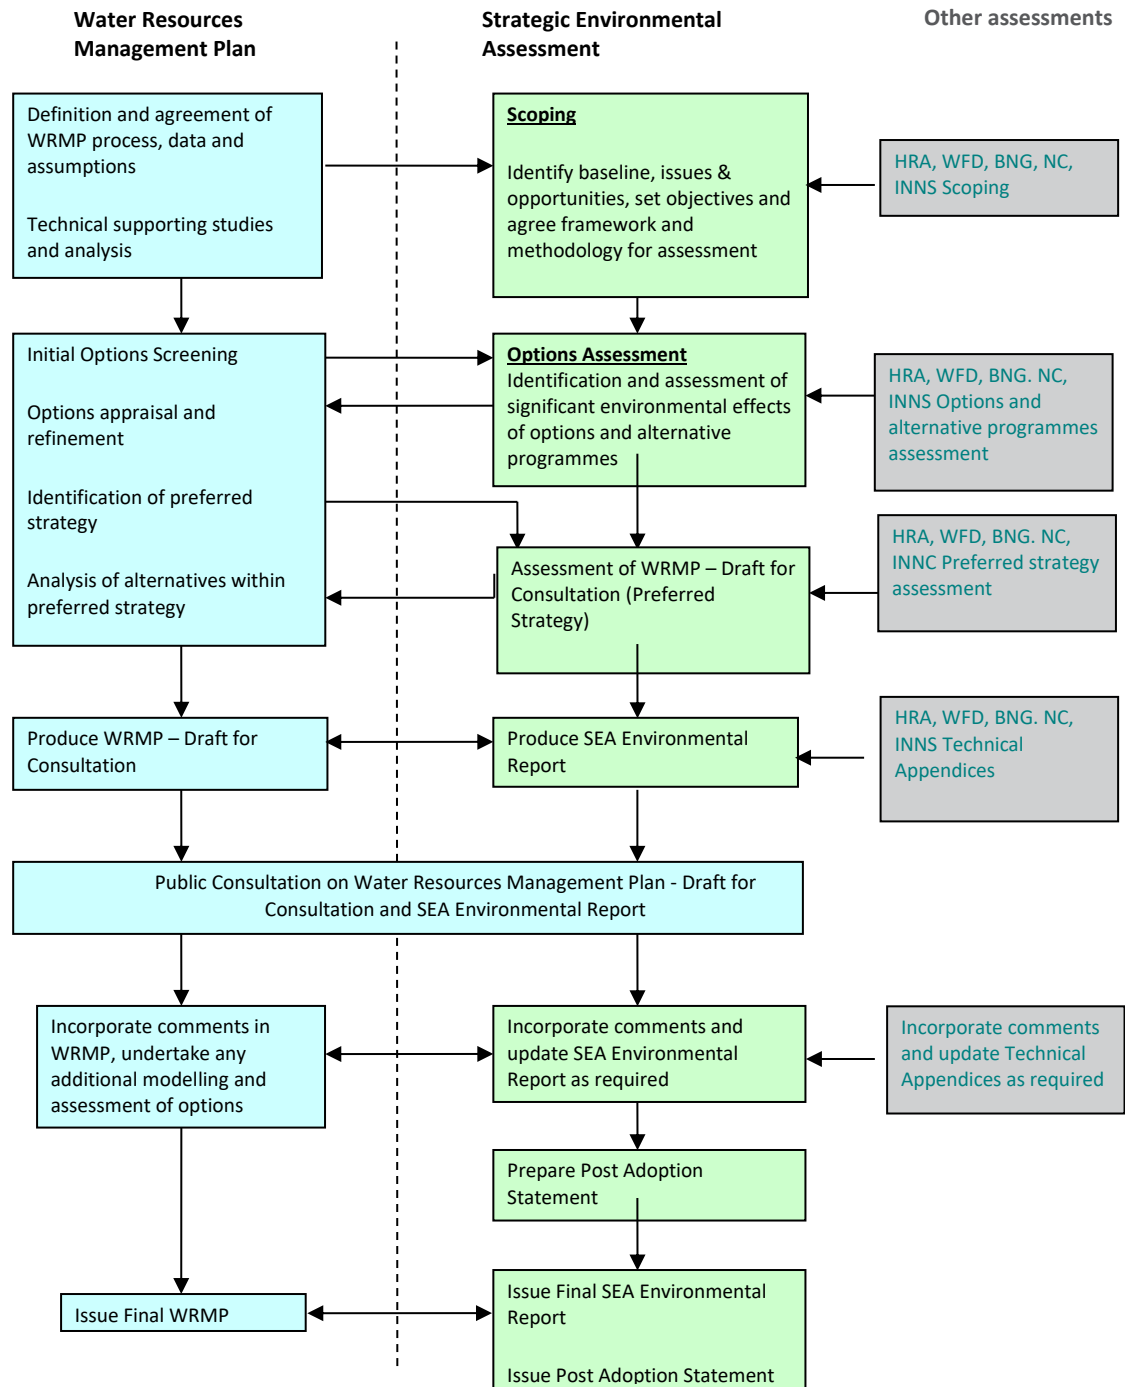 Water Resources
Management Plan
Strategic Environmental
Assessment
Other assessments
Definition and agreement of
WRMP process, data and
assumptions
Technical supporting studies
and analysis
Scoping
Identify baseline, issues &
opportunities, set objectives and
agree framework and
methodology for assessment
HRA, WFD, BNG, NC,
INNS Scoping
Initial Options Screening
Options appraisal and
refinement
Identification of preferred
strategy
Analysis of alternatives within
preferred strategy
Options Assessment
Identification and assessment of
significant environmental effects
of options and alternative
programmes
HRA, WFD, BNG. NC,
INNS Options and
alternative programmes
assessment
Assessment of WRMP – Draft for
Consultation (Preferred
Strategy)
HRA, WFD, BNG. NC,
INNC Preferred strategy
assessment
Produce WRMP – Draft for
Consultation
Produce SEA Environmental
Report
HRA, WFD, BNG. NC,
INNS Technical
Appendices
Public Consultation on Water Resources Management Plan - Draft for
Consultation and SEA Environmental Report
Incorporate comments in
WRMP, undertake any
additional modelling and
assessment of options
Incorporate comments and
update SEA Environmental
Report as required
Incorporate comments
and update Technical
Appendices as required
Prepare Post Adoption
Statement
Issue Final WRMP
Issue Final SEA Environmental
Report
Issue Post Adoption Statement